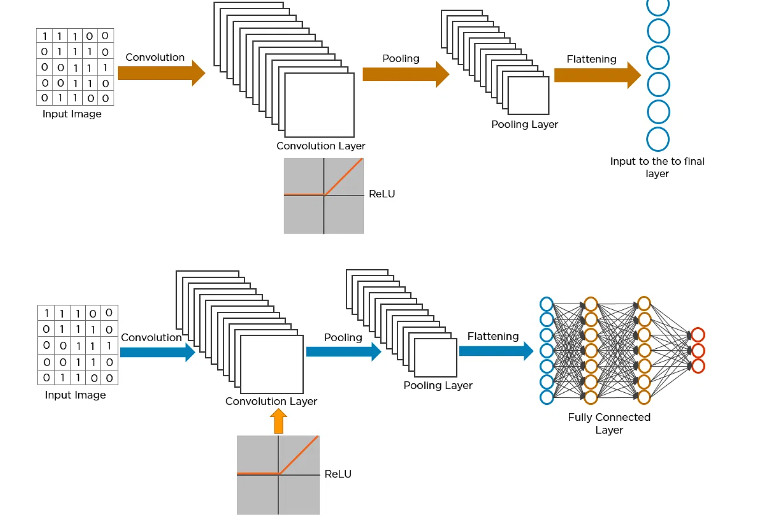 1 1 1 0 0
0 1 1 1 0
0 0 1 1 1
0 0 1 1 0
0 1 1 0 0
Input Image
Convolution
Convolution Layer
ReLU
Pooling
Pooling Layer
Flattening
Input to the to final
layer
1 1 1 0 0
0 1 1 1 0
0 0 1 1 1
0 0 1 1 0
0 1 1 0 0
Input Image
Convolution
Convolution Layer
ReLU
Pooling
Pooling Layer
Flattening
Fully Connected
Layer